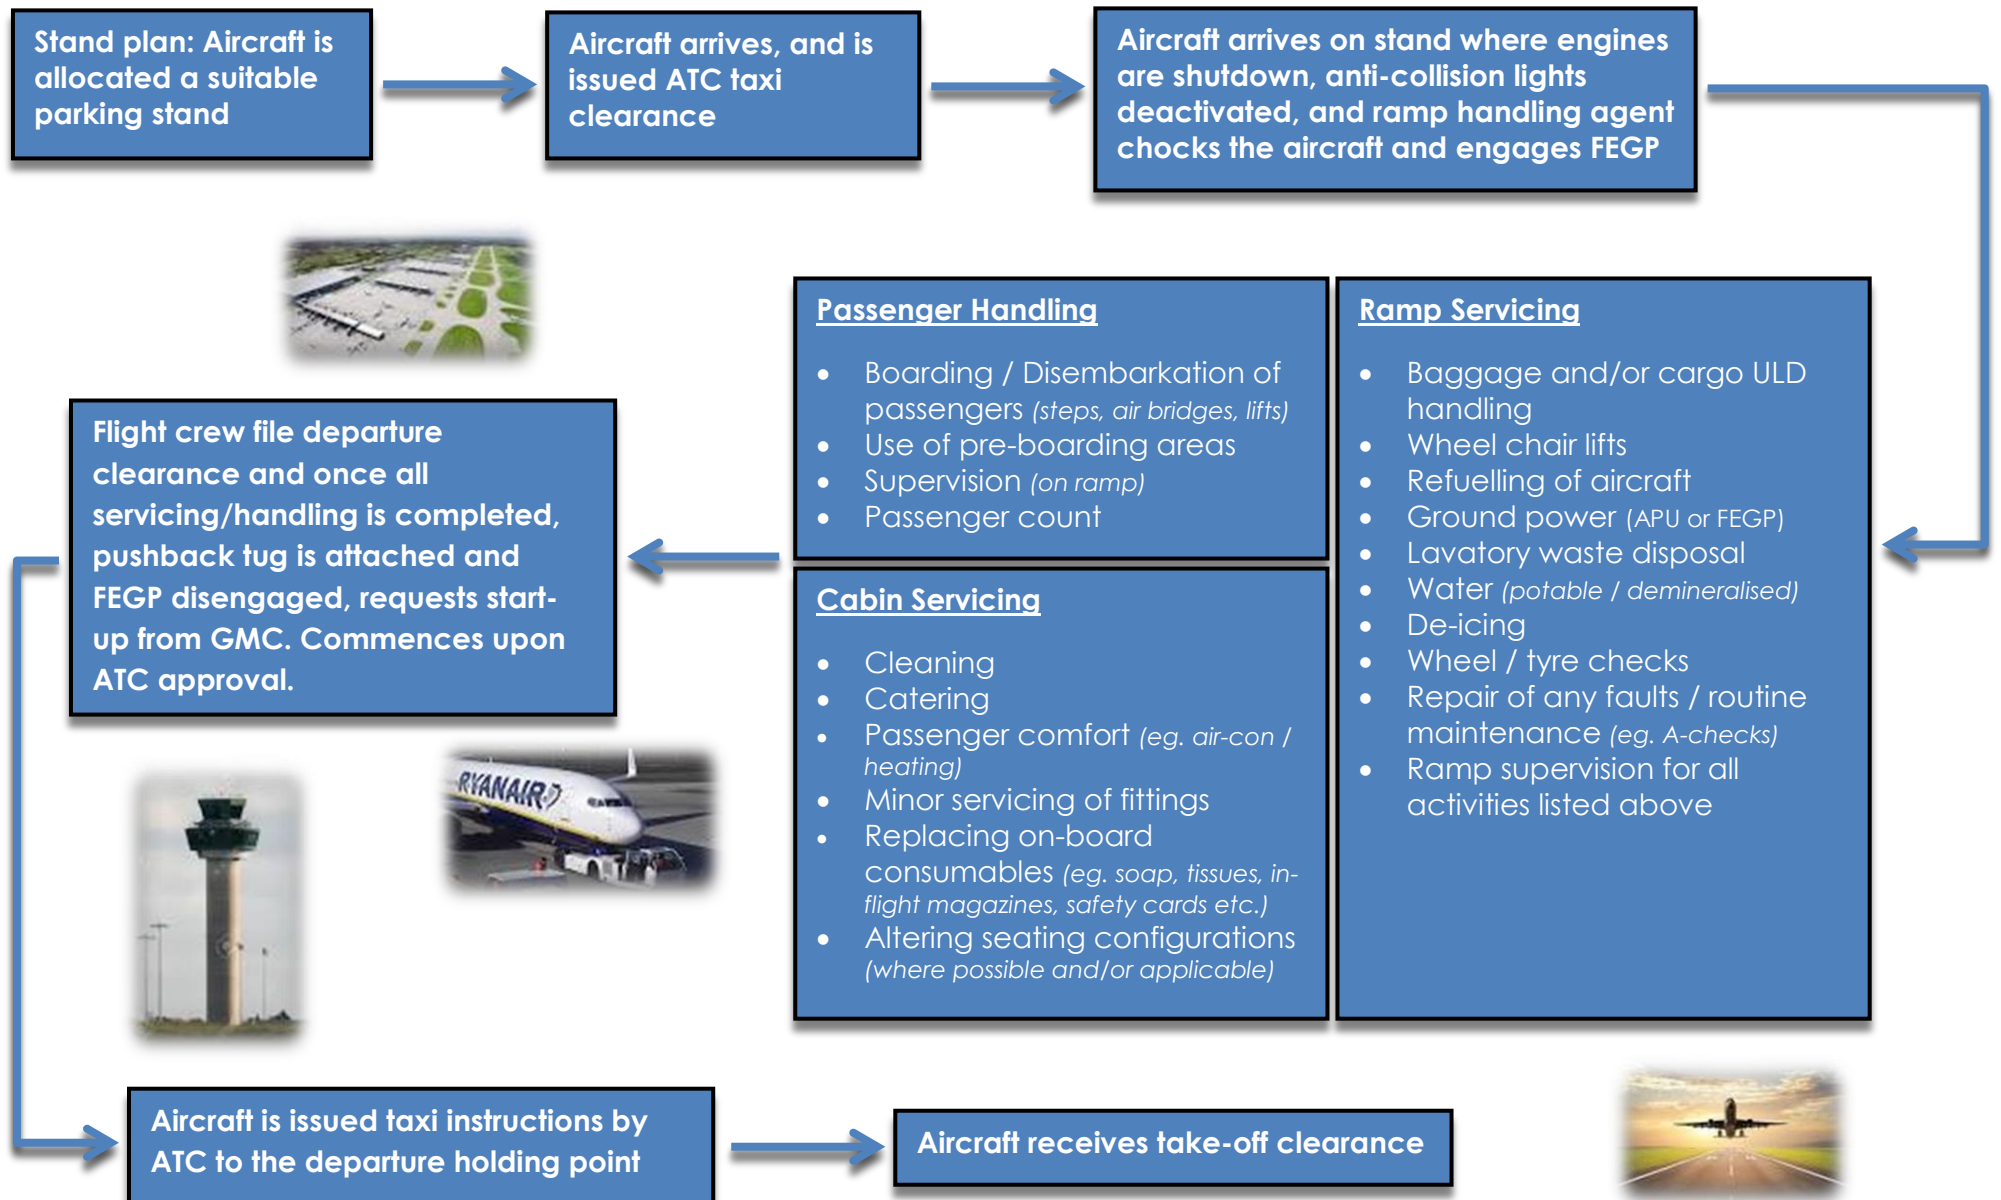 Stand plan: Aircraft is
allocated a suitable
parking stand
Aircraft arrives, and is
issued ATC taxi
clearance
Aircraft arrives on stand where engines
are shutdown, anti-collision lights
deactivated, and ramp handling agent
chocks the aircraft and engages FEGP
Passenger Handling
• Boarding / Disembarkation of
passengers (steps, air bridges, lifts)
• Use of pre-boarding areas
• Supervision (on ramp)
• Passenger count
Ramp Servicing
• Baggage and/or cargo ULD
handling
• Wheel chair lifts
• Refuelling of aircraft
• Ground power (APU or FEGP)
• Lavatory waste disposal
• Water (potable / demineralised)
• De-icing
• Wheel / tyre checks
• Repair of any faults / routine
maintenance (eg. A-checks)
• Ramp supervision for all
activities listed above
Cabin Servicing
• Cleaning
• Catering
• Passenger comfort (eg. air-con /
heating)
• Minor servicing of fittings
• Replacing on-board
consumables (eg. soap, tissues, in-
flight magazines, safety cards etc.)
• Altering seating configurations
(where possible and/or applicable)
Flight crew file departure
clearance and once all
servicing/handling is completed,
pushback tug is attached and
FEGP disengaged, requests start-
up from GMC. Commences upon
ATC approval.
RYANAIR
Aircraft is issued taxi instructions by
ATC to the departure holding point
Aircraft receives take-off clearance